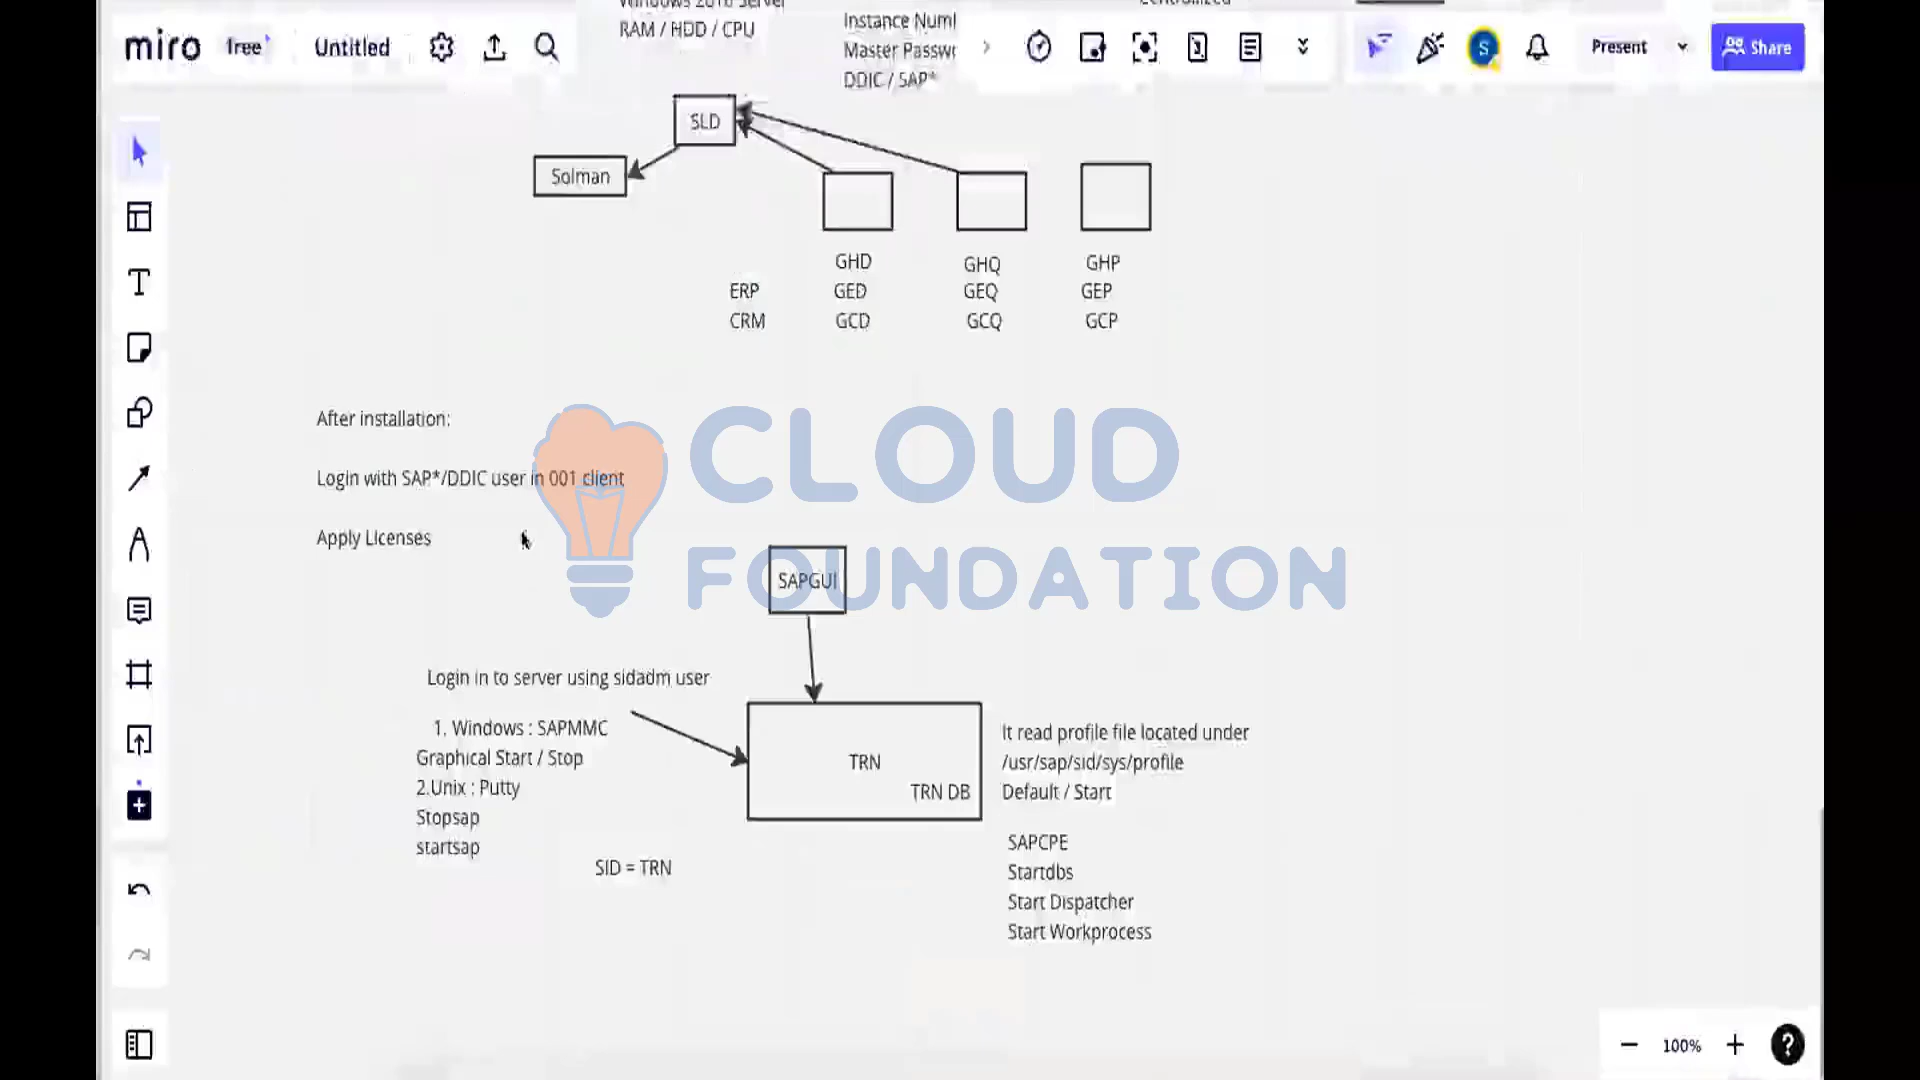 RAM / HDD / CPU
Instance Num
Master Passw
DDIC / SAP*
miro
free
Untitled
Present
Share
S
SLD
Solman
GHD
GHQ
GHP
ERP
GED
GEQ
GEP
CRM
GCD
GCQ
GCP
After installation:
Login with SAP*/DDIC user in 001 client
Apply Licenses
CLOUD
FOUNDATION
SAPGUI
Login in to server using sidadm user
1. Windows : SAPMMC
Graphical Start / Stop
2.Unix : Putty
Stopsap
startsap
SID = TRN
TRN
TRN DB
It read profile file located under
/usr/sap/sid/sys/profile
Default / Start
SAPCPE
Startdbs
Start Dispatcher
Start Workprocess
100%
?